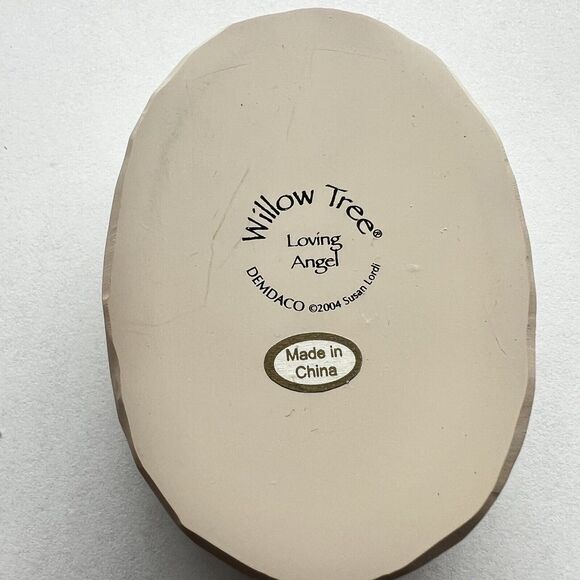 Willow Tree®
Loving
Angel
DEMDACO ©2004 Susan Lordi
Made in
China